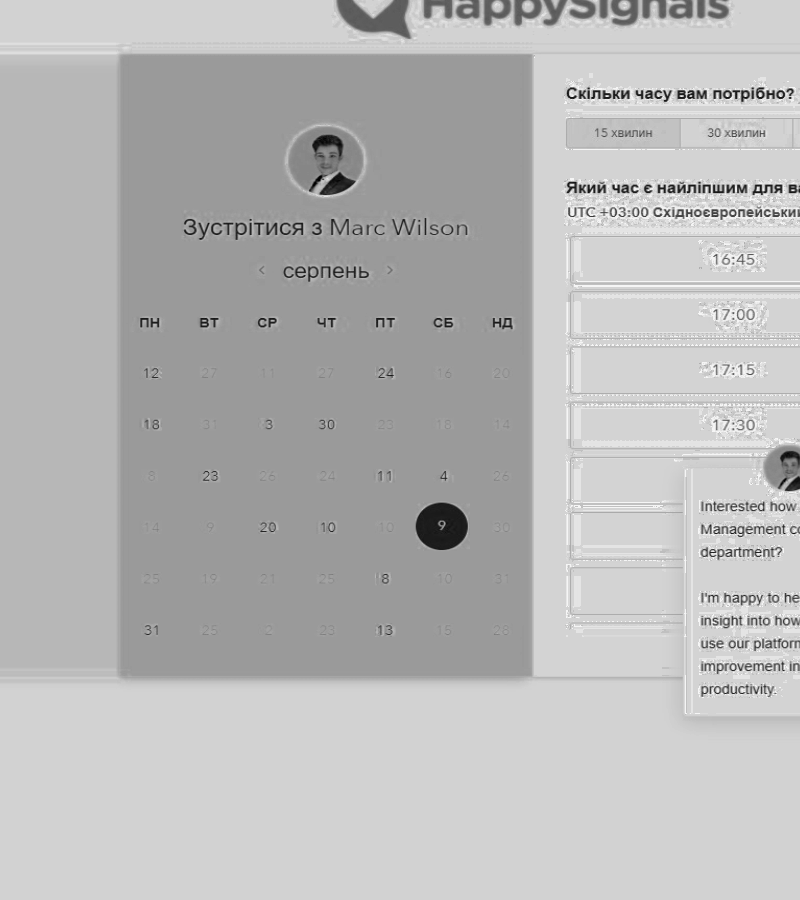 HappySignals
Зустрітися з Marc Wilson
‹ серпень ›
ПН ВТ СР ЧТ ПТ СБ НД
12 27 11 27 24 16 20
18 31 3 30 23 18 14
8 23 26 24 11 4 26
14 9 20 10 10 9 30
25 19 21 25 8 10 31
31 25 2 23 13 15 28
Скільки часу вам потрібно?
15 хвилин 30 хвилин
Який час є найліпшим для ва
UTC +03:00 Східноєвропейський
16:45
17:00
17:15
17:30
Interested how
Management co
department?
I'm happy to he
insight into how
use our platform
improvement in
productivity.